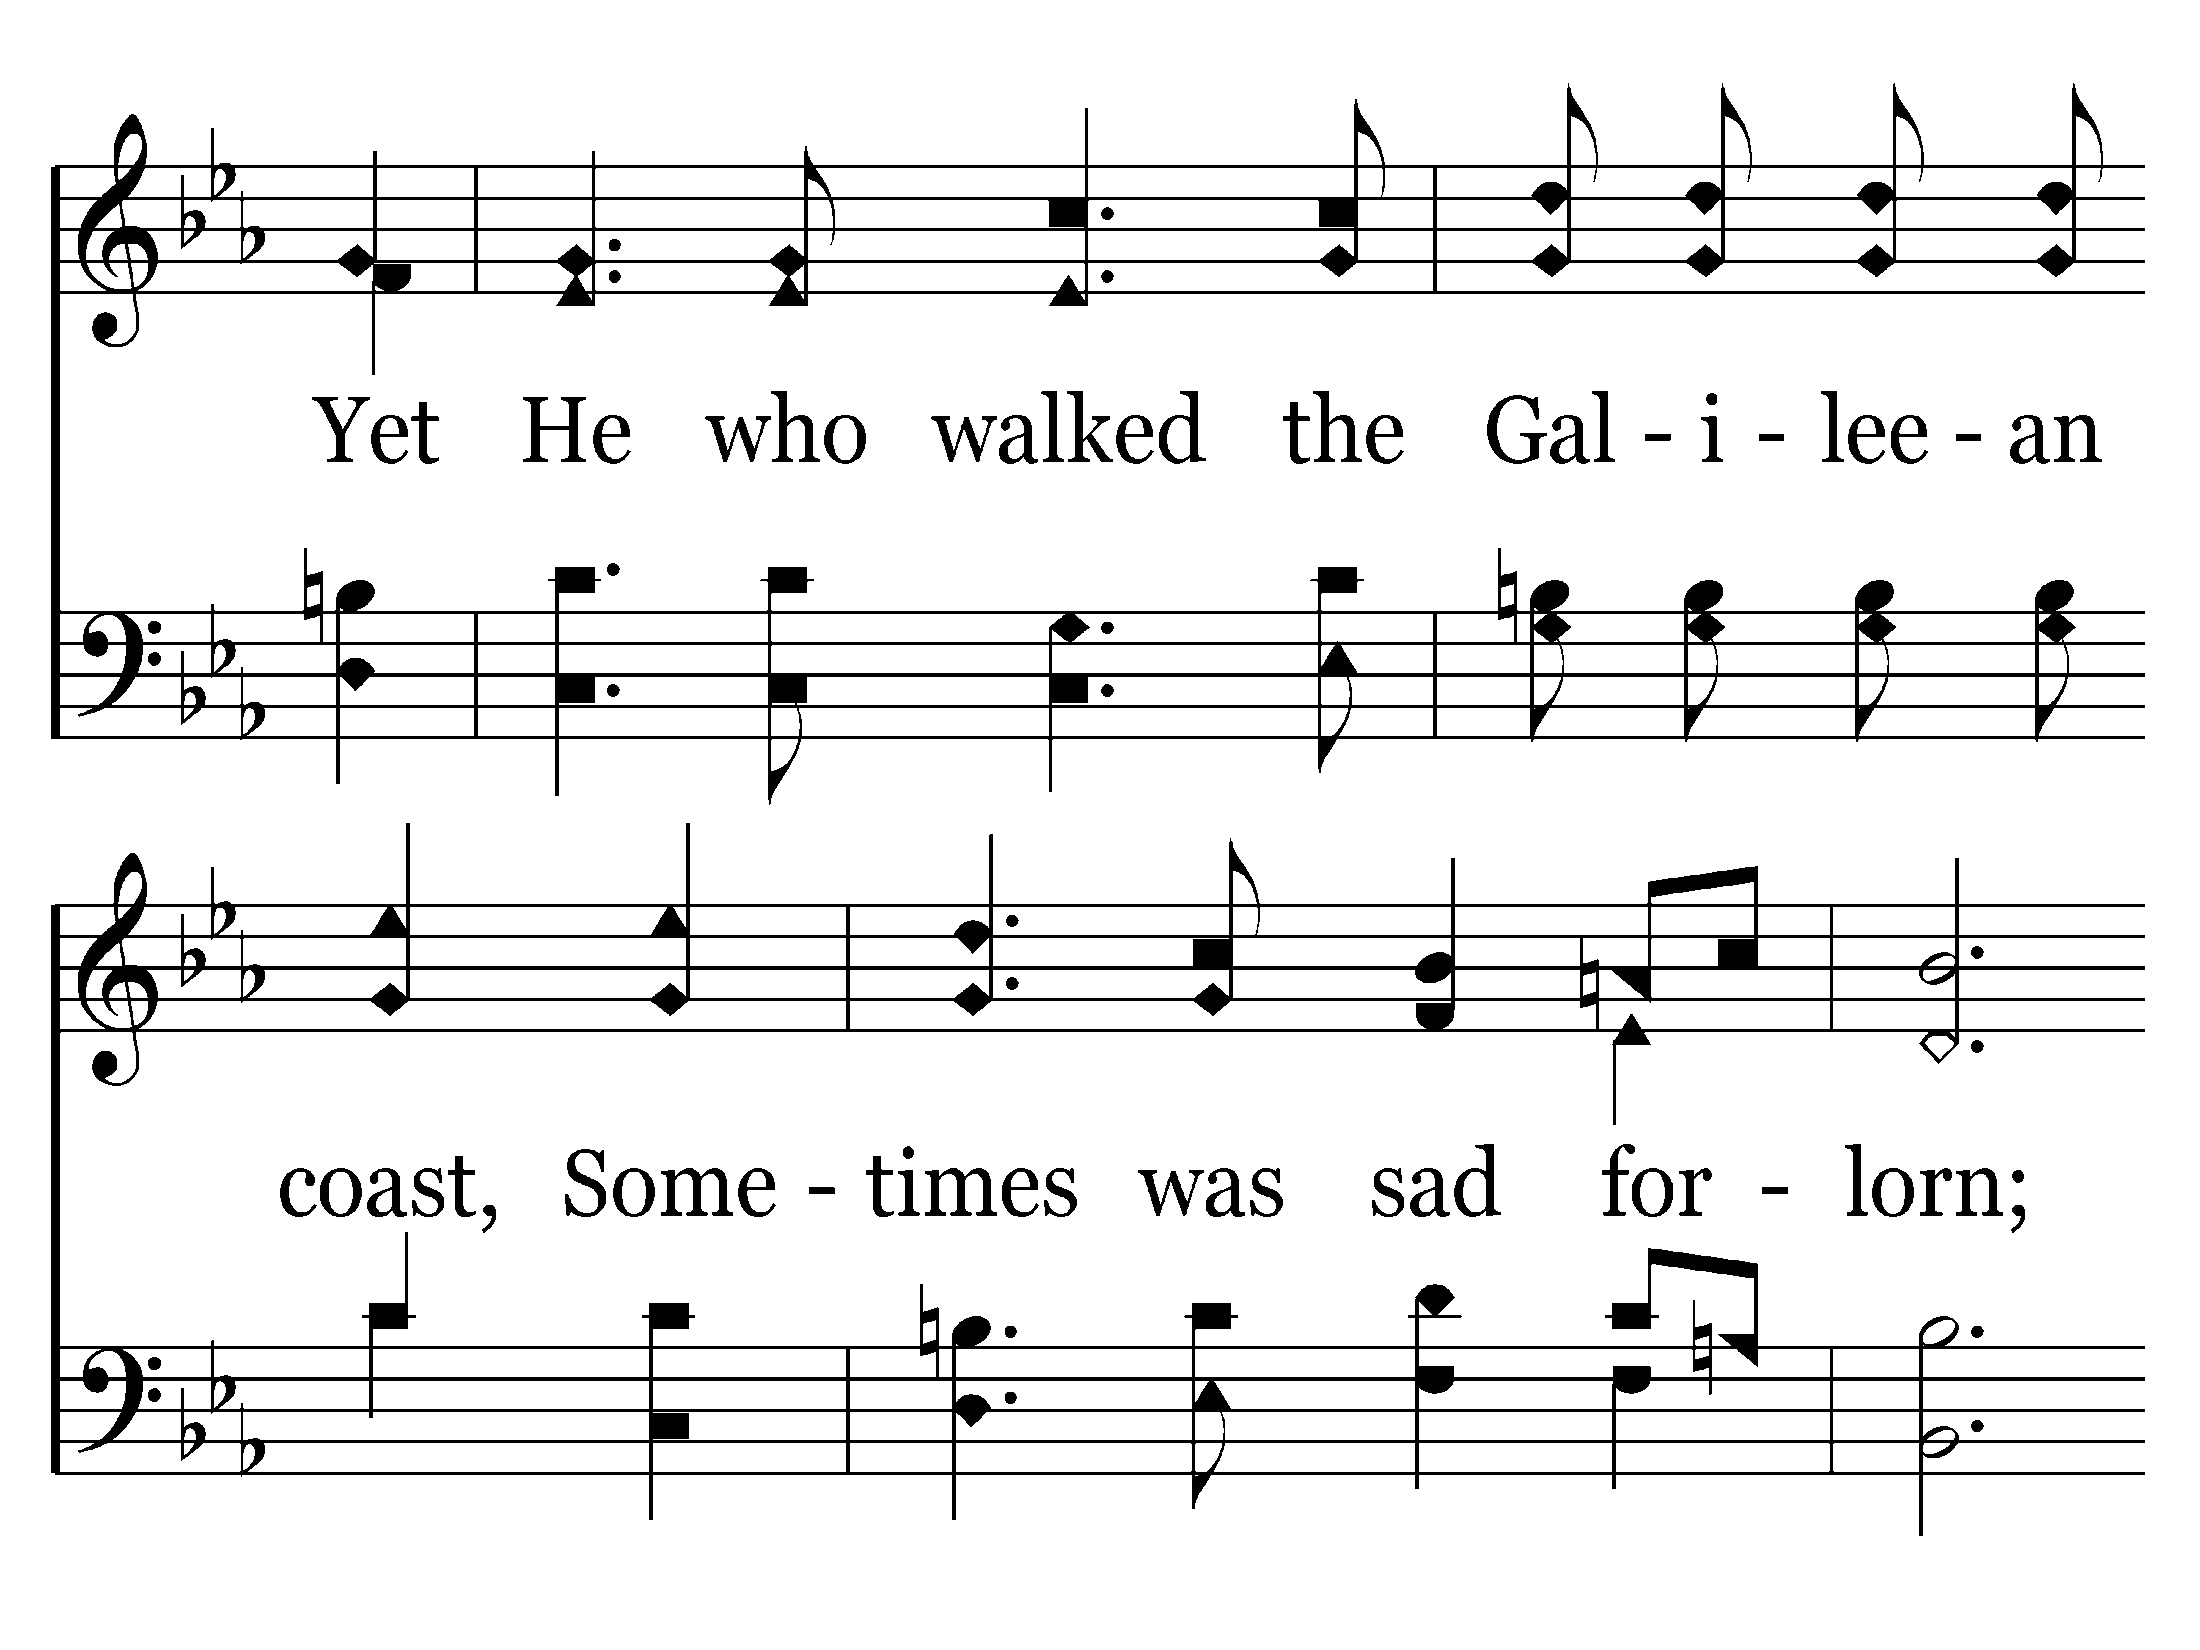 Yet He who walked the Gal - i - lee - an
coast, Some - times was sad for - lorn;